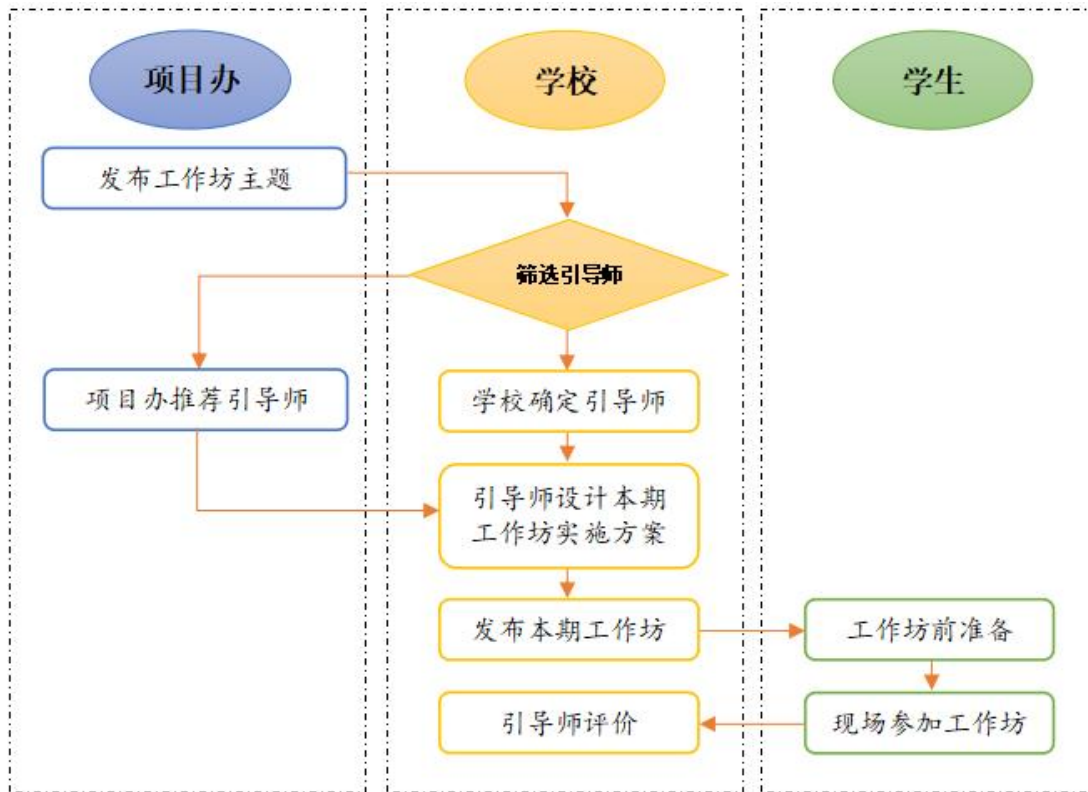 项目办
学校
学生
发布工作坊主题
筛选引导师
项目办推荐引导师
学校确定引导师
引导师设计本期
工作坊实施方案
发布本期工作坊
工作坊前准备
引导师评价
现场参加工作坊